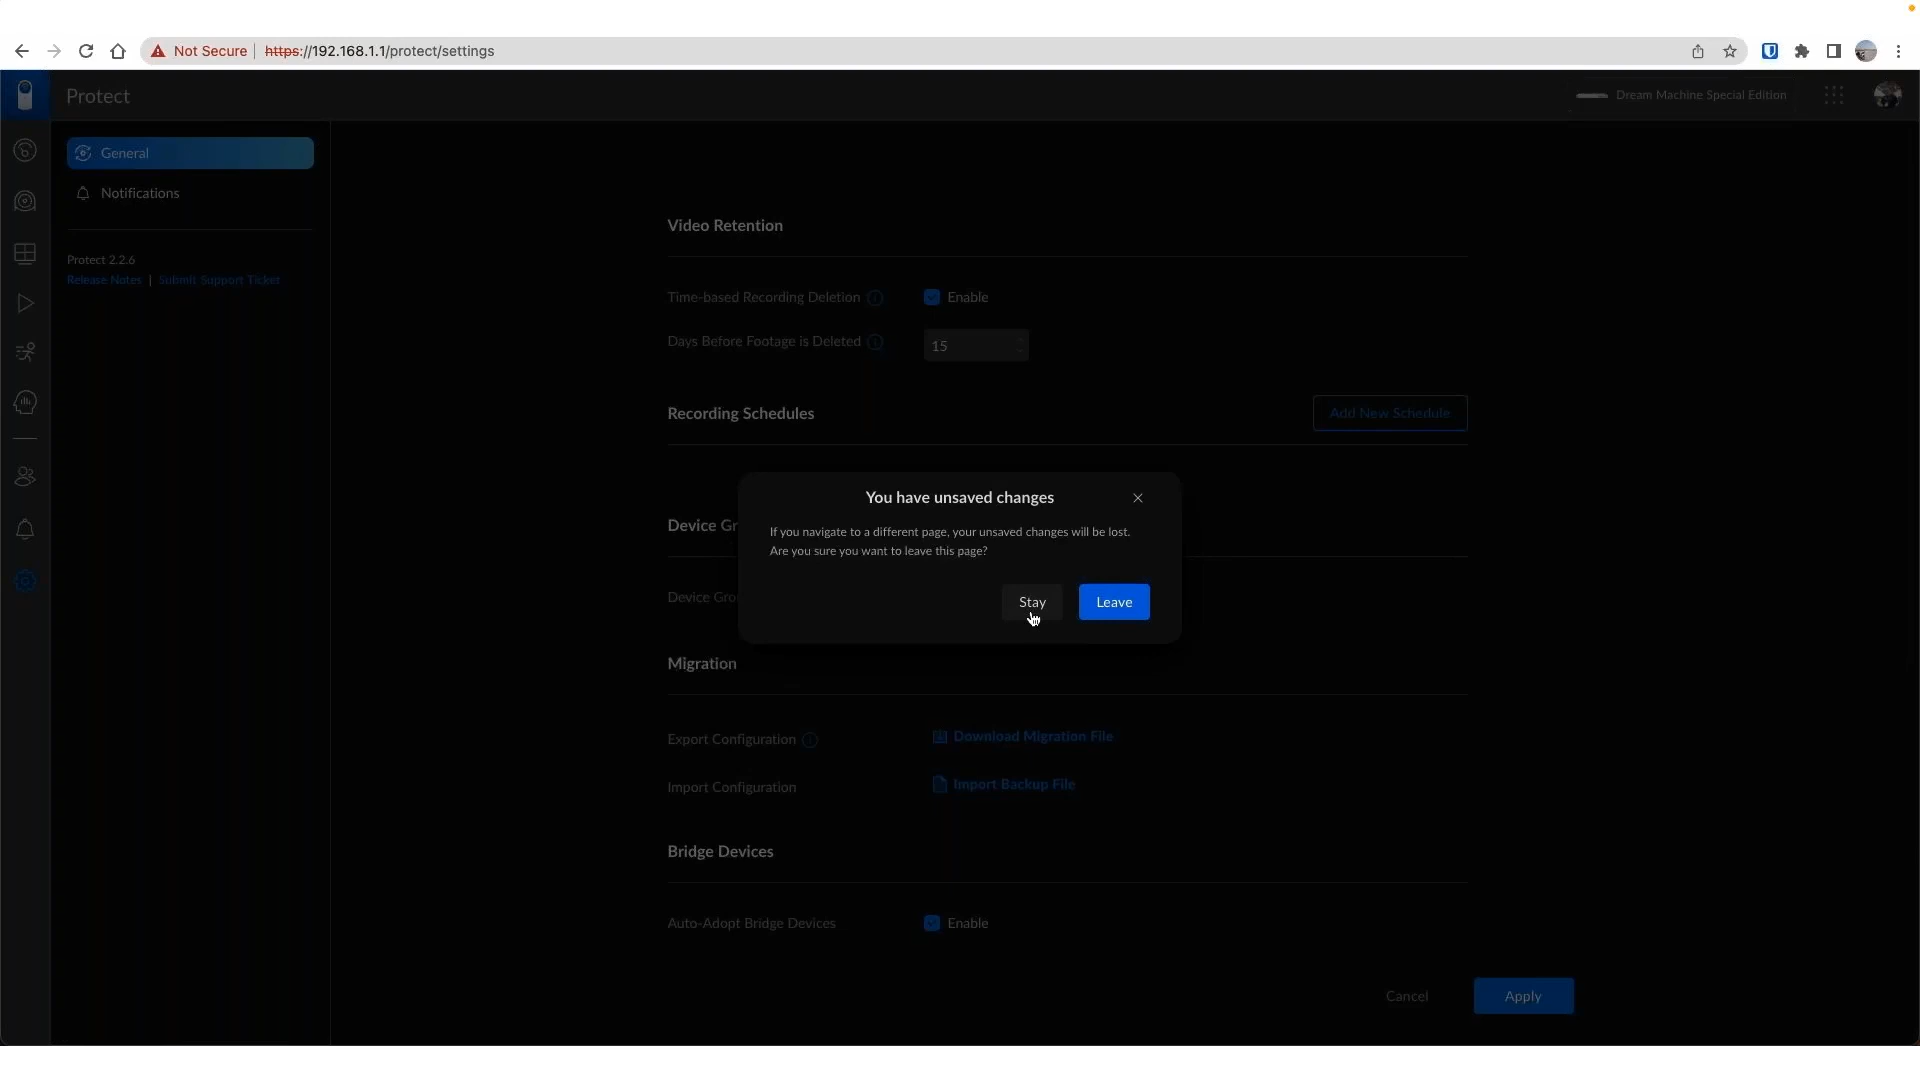 Not Secure
https://192.168.1.1/protect/settings
Protect
Dream Machine Special Edition
General
Notifications
Protect 2.2.6
Release Notes | Submit Support Ticket
Video Retention
Time-based Recording Deletion
Enable
Days Before Footage is Deleted
15
Recording Schedules
Add New Schedule
You have unsaved changes
Device Gr
If you navigate to a different page, your unsaved changes will be lost.
Are you sure you want to leave this page?
Device Gro
Stay
Leave
Migration
Export Configuration
Download Migration File
Import Configuration
Import Backup File
Bridge Devices
Auto-Adopt Bridge Devices
Enable
Cancel
Apply